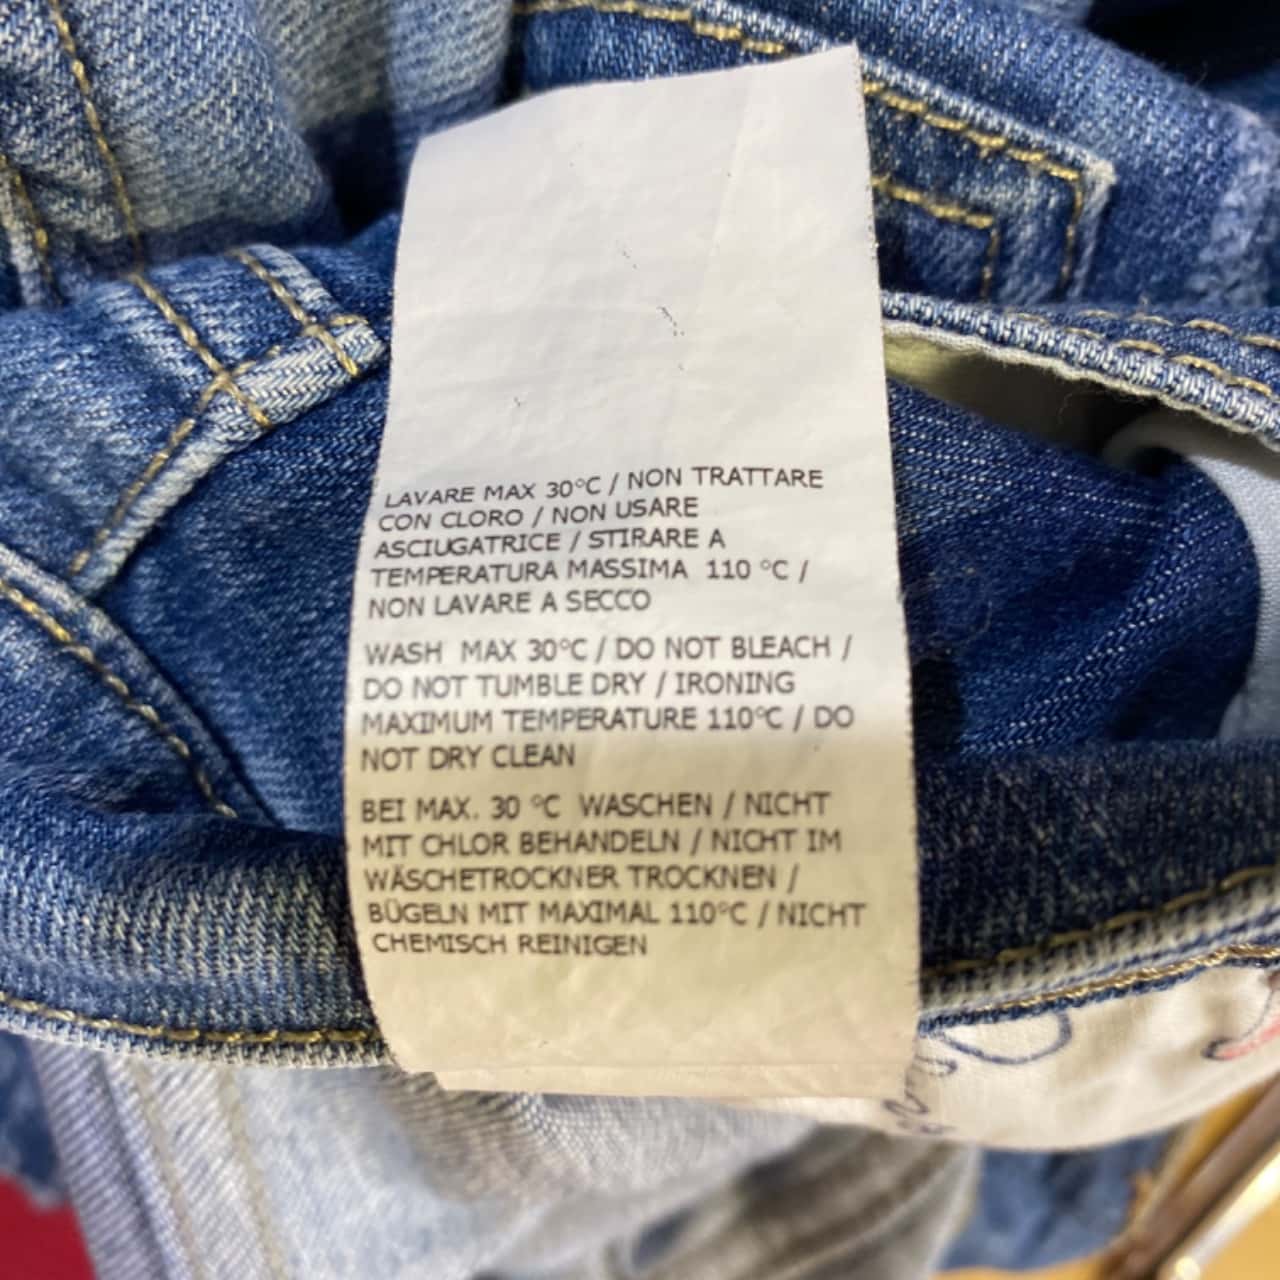 LAVARE MAX 30°C / NON TRATTARE
CON CLORO / NON USARE
ASCIUGATRICE / STIRARE A
TEMPERATURA MASSIMA 110 °C /
NON LAVARE A SECCO
WASH MAX 30°C / DO NOT BLEACH /
DO NOT TUMBLE DRY / IRONING
MAXIMUM TEMPERATURE 110°C / DO
NOT DRY CLEAN
BEI MAX. 30 °C WASCHEN / NICHT
MIT CHLOR BEHANDELN / NICHT IM
WÄSCHETROCKNER TROCKNEN /
BÜGELN MIT MAXIMAL 110°C / NICHT
CHEMISCH REINIGEN